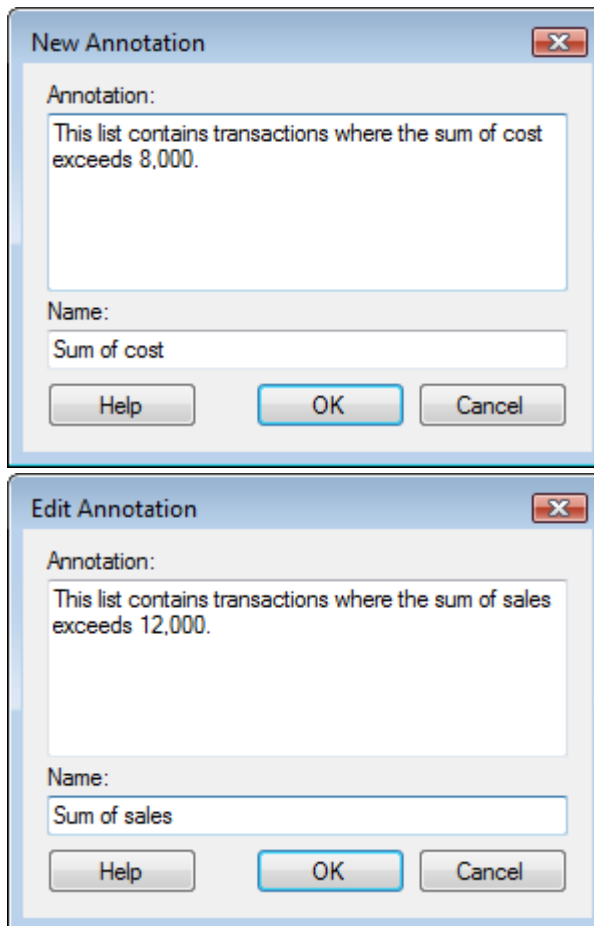 New Annotation
Annotation:
This list contains transactions where the sum of cost
exceeds 8,000.
Name:
Sum of cost
Help OK Cancel
Edit Annotation
Annotation:
This list contains transactions where the sum of sales
exceeds 12,000.
Name:
Sum of sales
Help OK Cancel